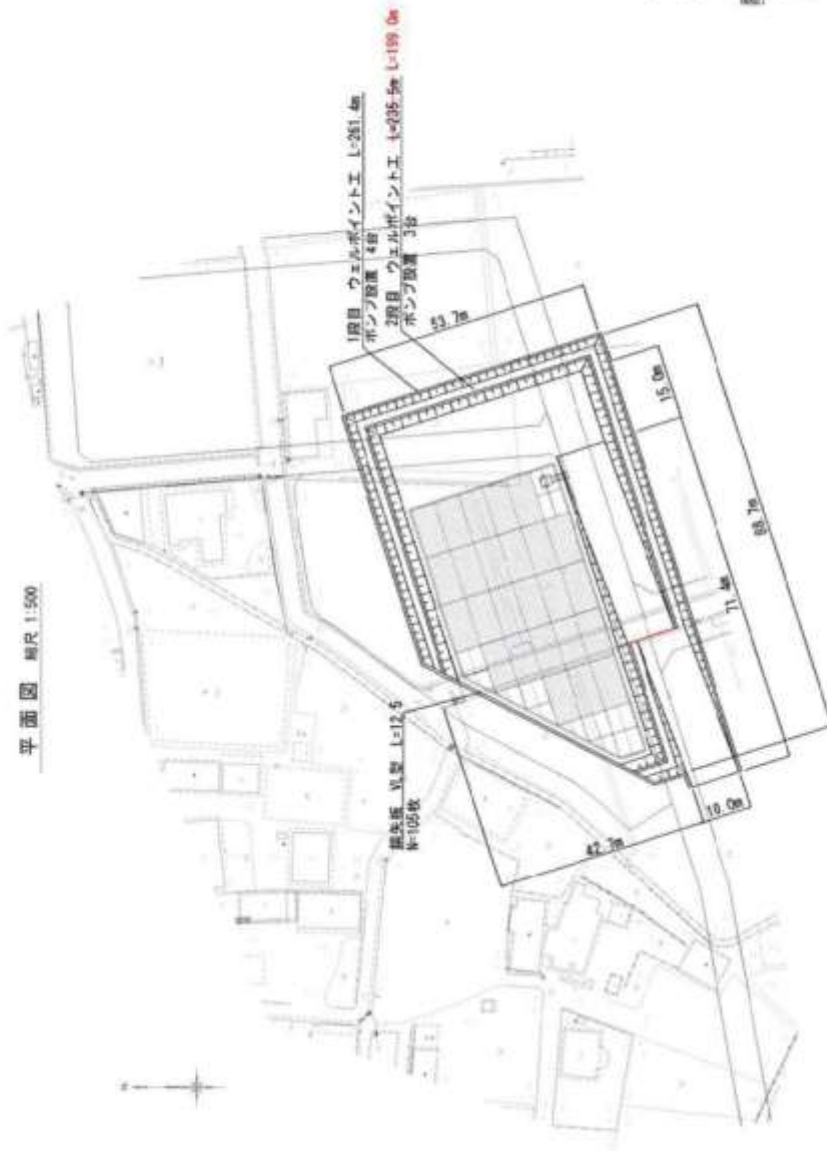 平面図 縮尺 1:500
1段目 ウェルポイント工 L=261.4m
ポンプ設置 4台
2段目 ウェルポイント工 L=235.5m L=199.0m
ポンプ設置 3台
53.7m
15.0m
88.7m
71.4m
10.0m
42.7m
鋼矢板 VL型 L=12.5
N=105枚